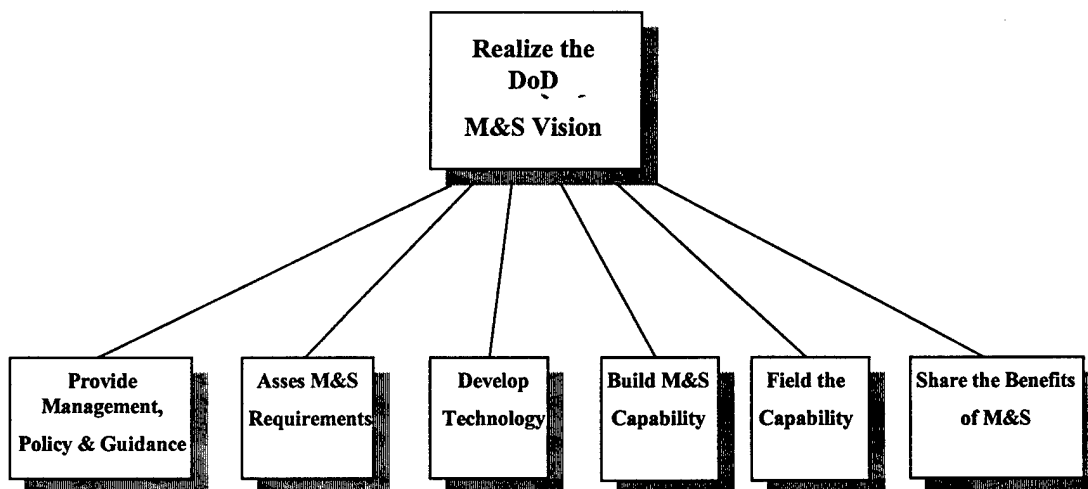 Realize the
DoD
M&S Vision
Provide
Management,
Policy & Guidance
Asses M&S
Requirements
Develop
Technology
Build M&S
Capability
Field the
Capability
Share the Benefits
of M&S